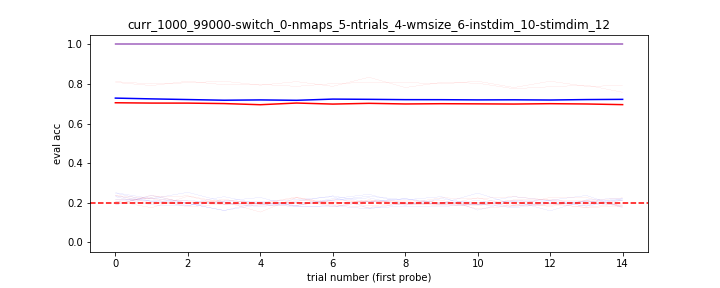 curr_1000_99000-switch_0-nmaps_5-ntrials_4-wmsize_6-instdim_10-stimdim_12
1.0
0.8
0.6
0.4
0.2
0.0
eval acc
0 2 4 6 8 10 12 14
trial number (first probe)